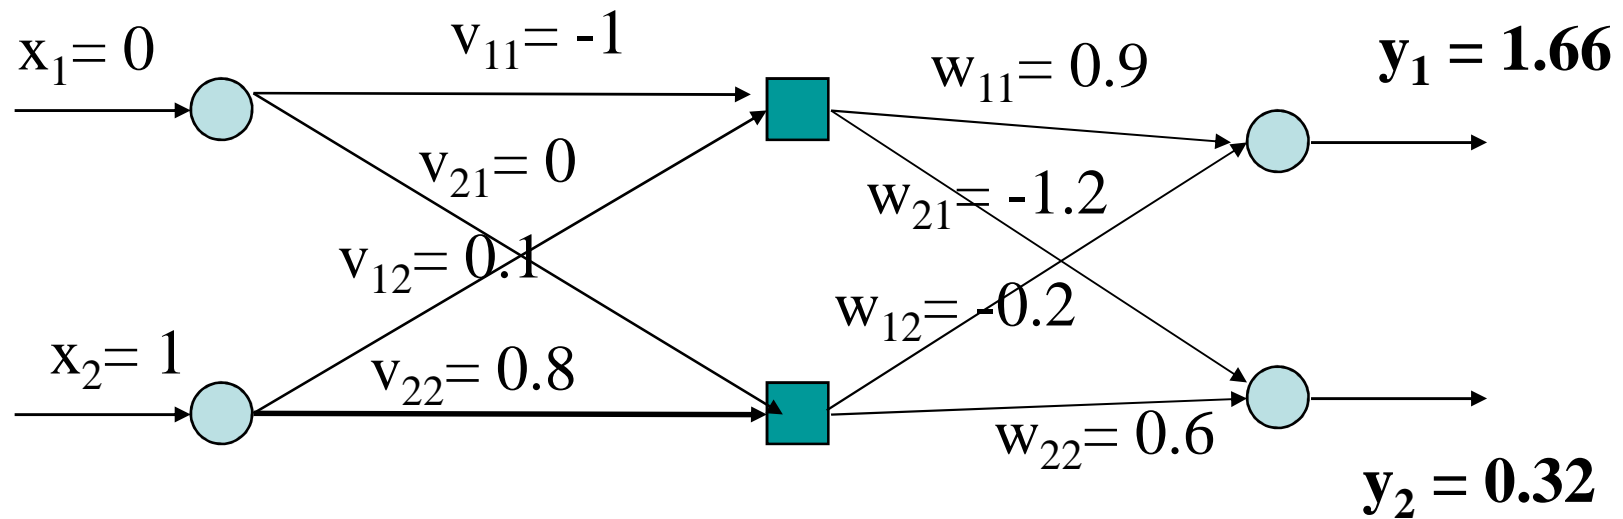 x₁= 0
v₁₁= -1
w₁₁= 0.9
y₁ = 1.66
v₂₁= 0
w₂₁= -1.2
v₁₂= 0.1
w₁₂= -0.2
x₂= 1
v₂₂= 0.8
w₂₂= 0.6
y₂ = 0.32